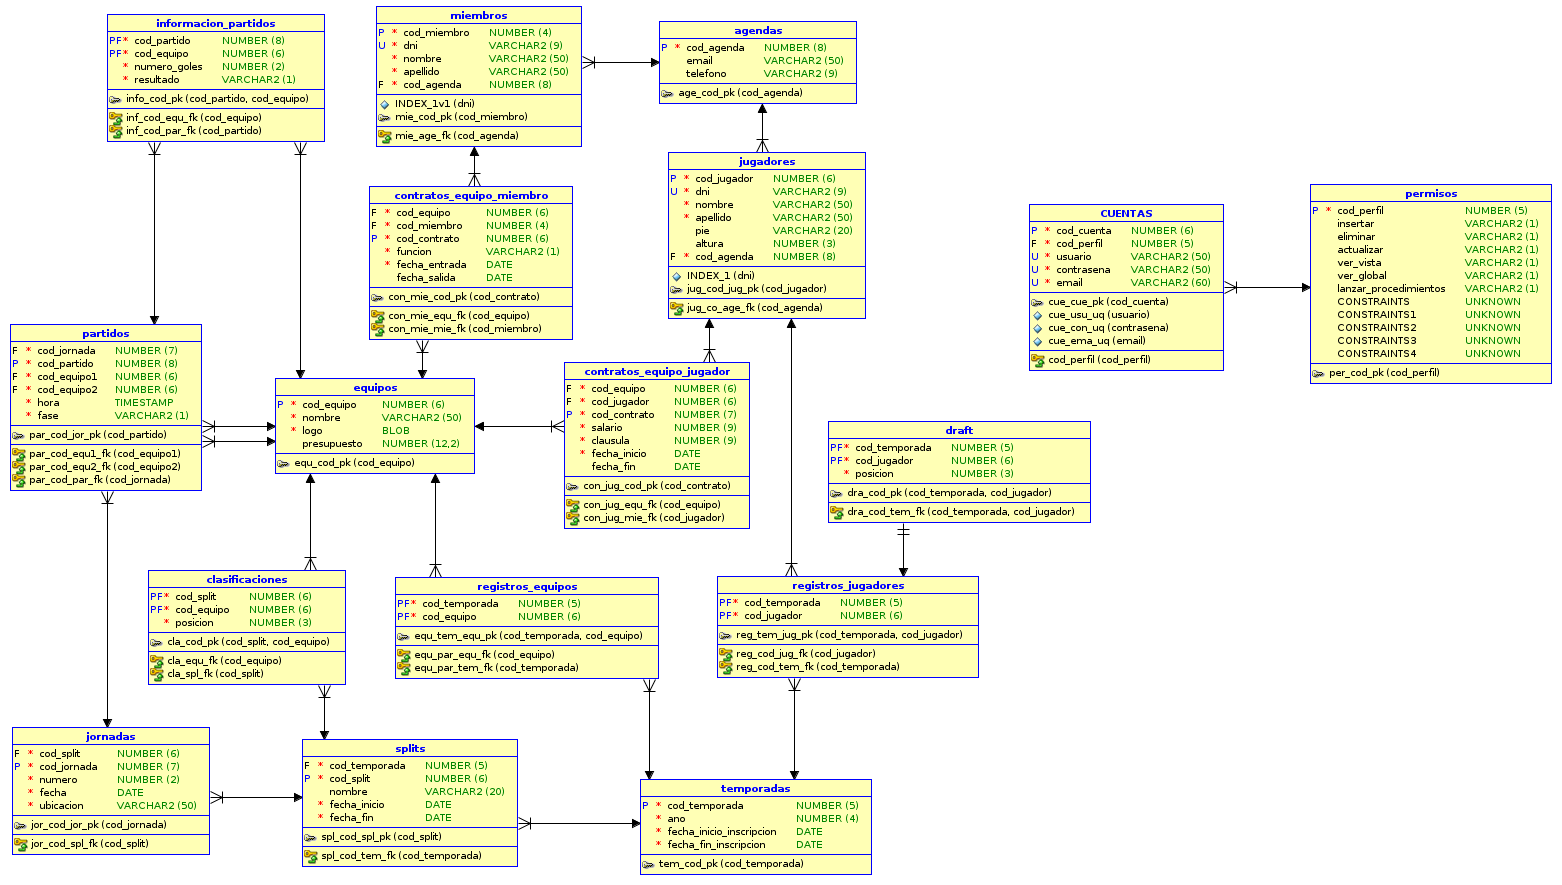 informacion_partidos
PF* cod_partido NUMBER (8)
PF* cod_equipo NUMBER (6)
* numero_goles NUMBER (2)
* resultado VARCHAR2 (1)
info_cod_pk (cod_partido, cod_equipo)
inf_cod_equ_fk (cod_equipo)
inf_cod_par_fk (cod_partido)
miembros
P * cod_miembro NUMBER (4)
U * dni VARCHAR2 (9)
* nombre VARCHAR2 (50)
* apellido VARCHAR2 (50)
F * cod_agenda NUMBER (8)
INDEX_1v1 (dni)
mie_cod_pk (cod_miembro)
mie_age_fk (cod_agenda)
agendas
P * cod_agenda NUMBER (8)
email VARCHAR2 (50)
telefono VARCHAR2 (9)
age_cod_pk (cod_agenda)
contratos_equipo_miembro
F * cod_equipo NUMBER (6)
F * cod_miembro NUMBER (4)
P * cod_contrato NUMBER (6)
* funcion VARCHAR2 (1)
* fecha_entrada DATE
fecha_salida DATE
con_mie_cod_pk (cod_contrato)
con_mie_equ_fk (cod_equipo)
con_mie_mie_fk (cod_miembro)
jugadores
P * cod_jugador NUMBER (6)
U * dni VARCHAR2 (9)
* nombre VARCHAR2 (50)
* apellido VARCHAR2 (50)
pie VARCHAR2 (20)
altura NUMBER (3)
F * cod_agenda NUMBER (8)
INDEX_1 (dni)
jug_cod_jug_pk (cod_jugador)
jug_co_age_fk (cod_agenda)
CUENTAS
P * cod_cuenta NUMBER (6)
F * cod_perfil NUMBER (5)
U * usuario VARCHAR2 (50)
U * contrasena VARCHAR2 (50)
U * email VARCHAR2 (60)
cue_cue_pk (cod_cuenta)
cue_usu_uq (usuario)
cue_con_uq (contrasena)
cue_ema_uq (email)
cod_perfil (cod_perfil)
permisos
P * cod_perfil NUMBER (5)
insertar VARCHAR2 (1)
eliminar VARCHAR2 (1)
actualizar VARCHAR2 (1)
ver_vista VARCHAR2 (1)
ver_global VARCHAR2 (1)
lanzar_procedimientos VARCHAR2 (1)
CONSTRAINTS UNKNOWN
CONSTRAINTS1 UNKNOWN
CONSTRAINTS2 UNKNOWN
CONSTRAINTS3 UNKNOWN
CONSTRAINTS4 UNKNOWN
per_cod_pk (cod_perfil)
partidos
F * cod_jornada NUMBER (7)
P * cod_partido NUMBER (8)
F * cod_equipo1 NUMBER (6)
F * cod_equipo2 NUMBER (6)
* hora TIMESTAMP
* fase VARCHAR2 (1)
par_cod_jor_pk (cod_partido)
par_cod_equ1_fk (cod_equipo1)
par_cod_equ2_fk (cod_equipo2)
par_cod_par_fk (cod_jornada)
equipos
P * cod_equipo NUMBER (6)
* nombre VARCHAR2 (50)
* logo BLOB
presupuesto NUMBER (12,2)
equ_cod_pk (cod_equipo)
contratos_equipo_jugador
F * cod_equipo NUMBER (6)
F * cod_jugador NUMBER (6)
P * cod_contrato NUMBER (7)
* salario NUMBER (9)
* clausula NUMBER (9)
* fecha_inicio DATE
fecha_fin DATE
con_jug_cod_pk (cod_contrato)
con_jug_equ_fk (cod_equipo)
con_jug_mie_fk (cod_jugador)
draft
PF* cod_temporada NUMBER (5)
PF* cod_jugador NUMBER (6)
* posicion NUMBER (3)
dra_cod_pk (cod_temporada, cod_jugador)
dra_cod_tem_fk (cod_temporada, cod_jugador)
clasificaciones
PF* cod_split NUMBER (6)
PF* cod_equipo NUMBER (6)
* posicion NUMBER (3)
cla_cod_pk (cod_split, cod_equipo)
cla_equ_fk (cod_equipo)
cla_spl_fk (cod_split)
registros_equipos
PF* cod_temporada NUMBER (5)
PF* cod_equipo NUMBER (6)
equ_tem_equ_pk (cod_temporada, cod_equipo)
equ_par_equ_fk (cod_equipo)
equ_par_tem_fk (cod_temporada)
registros_jugadores
PF* cod_temporada NUMBER (5)
PF* cod_jugador NUMBER (6)
reg_tem_jug_pk (cod_temporada, cod_jugador)
reg_cod_jug_fk (cod_jugador)
reg_cod_tem_fk (cod_temporada)
jornadas
F * cod_split NUMBER (6)
P * cod_jornada NUMBER (7)
* numero NUMBER (2)
* fecha DATE
* ubicacion VARCHAR2 (50)
jor_cod_jor_pk (cod_jornada)
jor_cod_spl_fk (cod_split)
splits
F * cod_temporada NUMBER (5)
P * cod_split NUMBER (6)
nombre VARCHAR2 (20)
* fecha_inicio DATE
* fecha_fin DATE
spl_cod_spl_pk (cod_split)
spl_cod_tem_fk (cod_temporada)
temporadas
P * cod_temporada NUMBER (5)
* ano NUMBER (4)
* fecha_inicio_inscripcion DATE
* fecha_fin_inscripcion DATE
tem_cod_pk (cod_temporada)